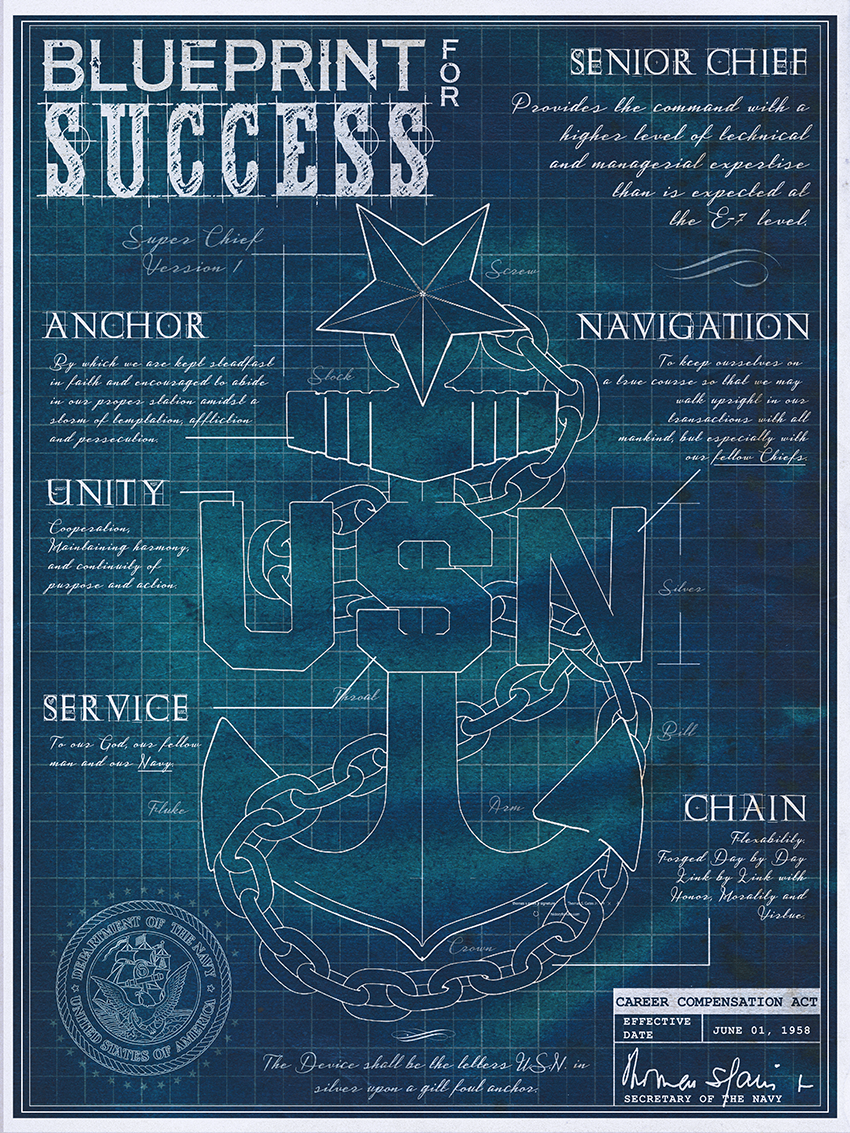 BLUEPRINT FOR
SUCCESS
SENIOR CHIEF
Provides the command with a
higher level of technical
and managerial expertise
than is expected at
the E-7 level.
Super Chief
Version 1
Screw
ANCHOR
By which we are kept steadfast
in faith and encouraged to abide
in our proper station amidst a
storm of temptation, affliction
and persecution.
Stock
NAVIGATION
To keep ourselves on
a true course so that we may
walk upright in our
transactions with all
mankind, but especially with
our fellow Chiefs.
UNITY
Cooperation,
Maintaining harmony,
and continuity of
purpose and action.
USN
Silver
SERVICE
To our God, our fellow
man and our Navy.
Throat
Bill
Fluke
Arm
CHAIN
Flexability.
Forged Day by Day
Link by Link with
Honor, Morality and
Virtue.
Crown
DEPARTMENT OF THE NAVY
UNITED STATES OF AMERICA
CAREER COMPENSATION ACT
EFFECTIVE
DATE
JUNE 01, 1958
SECRETARY OF THE NAVY
The Device shall be the letters U.S.N. in
silver upon a gill foul anchor.